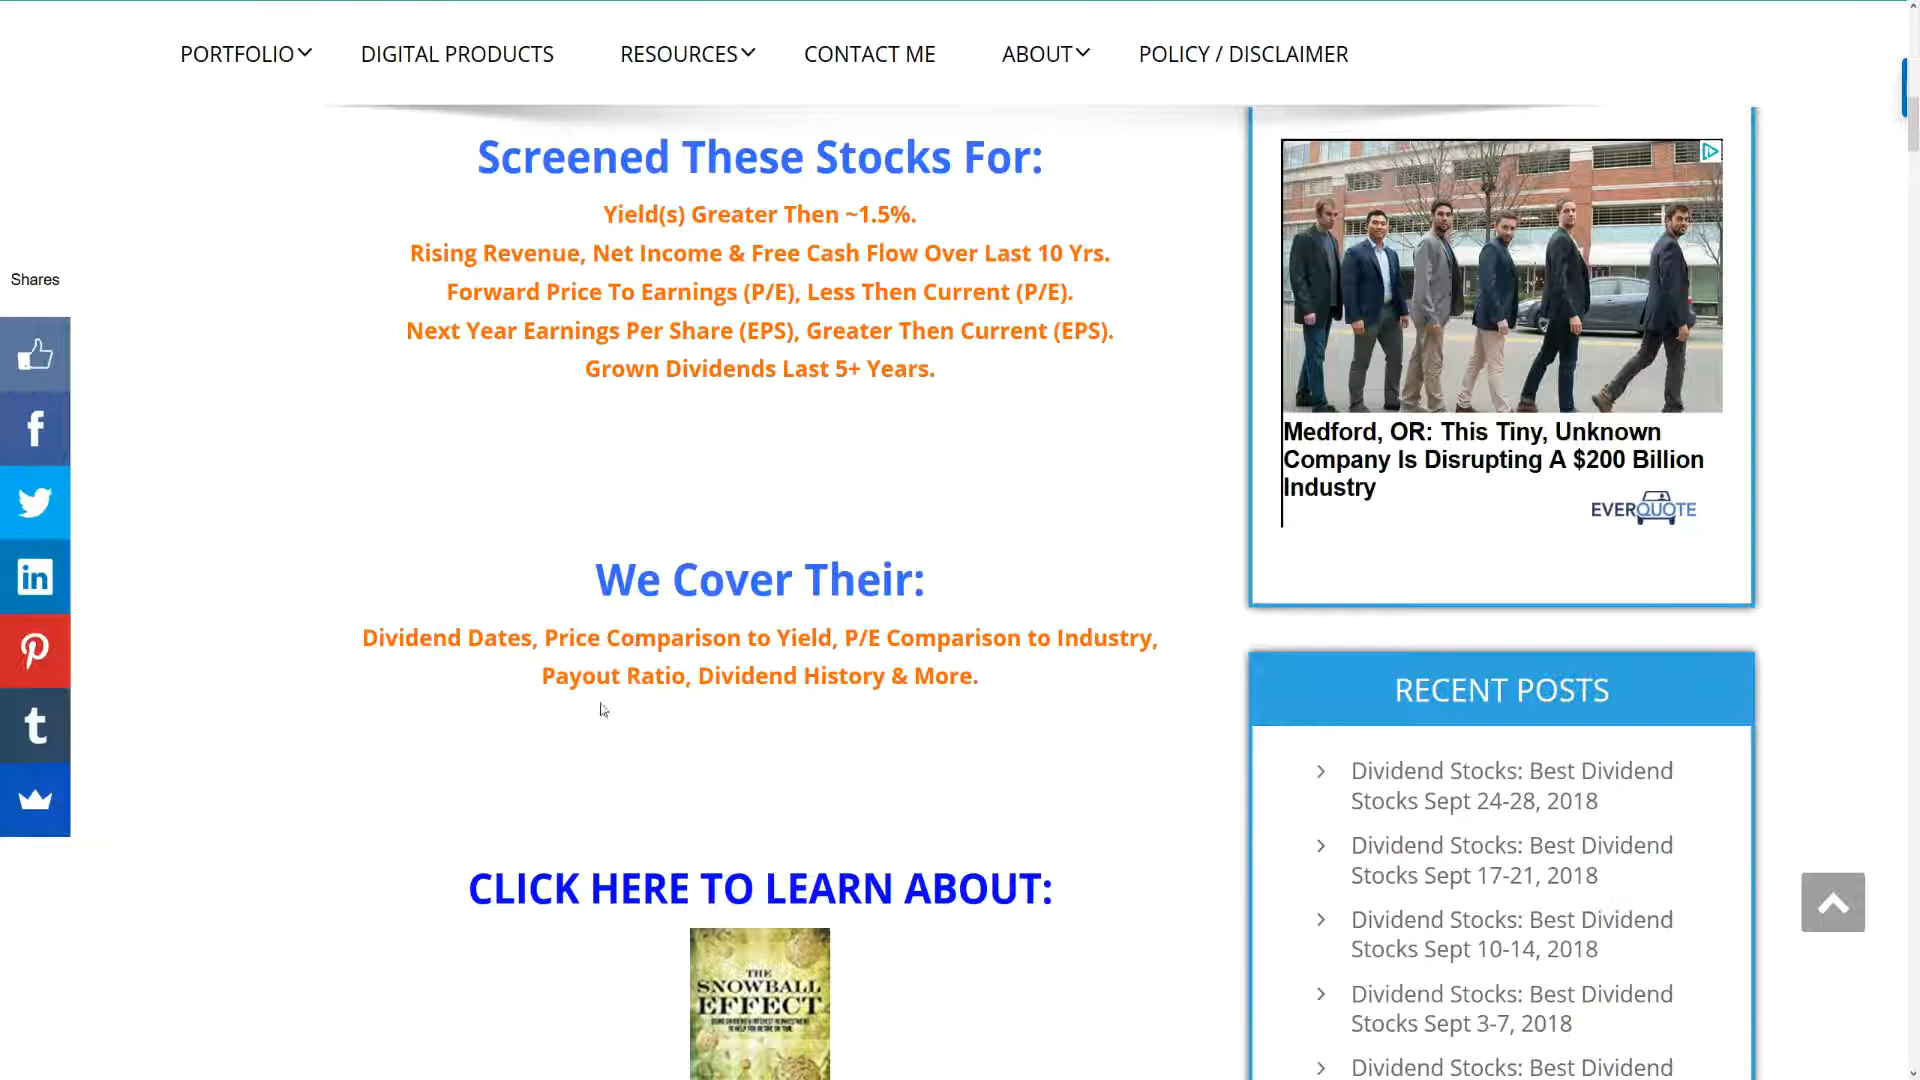 PORTFOLIO
DIGITAL PRODUCTS
RESOURCES
CONTACT ME
ABOUT
POLICY / DISCLAIMER
Screened These Stocks For:
Yield(s) Greater Then ~1.5%.
Rising Revenue, Net Income & Free Cash Flow Over Last 10 Yrs.
Forward Price To Earnings (P/E), Less Then Current (P/E).
Next Year Earnings Per Share (EPS), Greater Then Current (EPS).
Grown Dividends Last 5+ Years.
Shares
We Cover Their:
Dividend Dates, Price Comparison to Yield, P/E Comparison to Industry,
Payout Ratio, Dividend History & More.
CLICK HERE TO LEARN ABOUT:
THE
SNOWBALL
EFFECT
Medford, OR: This Tiny, Unknown
Company Is Disrupting A $200 Billion
Industry
EVERQUOTE
RECENT POSTS
Dividend Stocks: Best Dividend
Stocks Sept 24-28, 2018
Dividend Stocks: Best Dividend
Stocks Sept 17-21, 2018
Dividend Stocks: Best Dividend
Stocks Sept 10-14, 2018
Dividend Stocks: Best Dividend
Stocks Sept 3-7, 2018
Dividend Stocks: Best Dividend